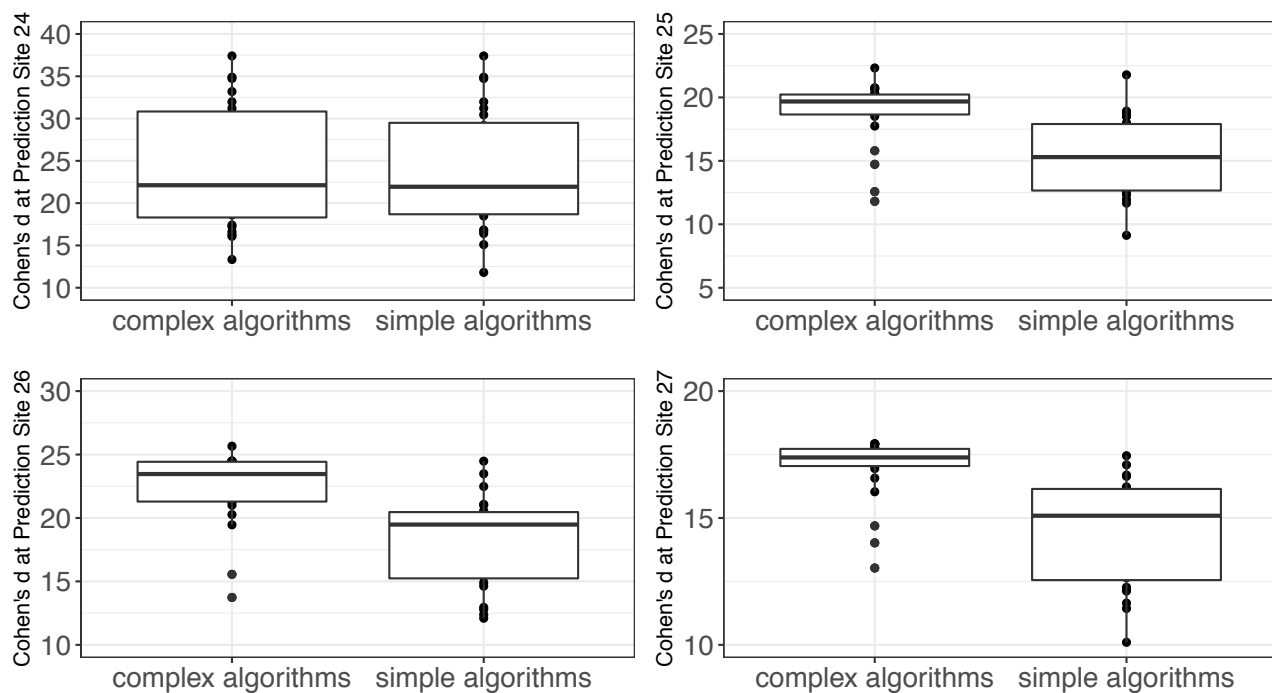 Cohen's d at Prediction Site 24
40
35
30
25
20
15
10
complex algorithms simple algorithms
Cohen's d at Prediction Site 25
25
20
15
10
5
complex algorithms simple algorithms
Cohen's d at Prediction Site 26
30
25
20
15
10
complex algorithms simple algorithms
Cohen's d at Prediction Site 27
20
15
10
complex algorithms simple algorithms